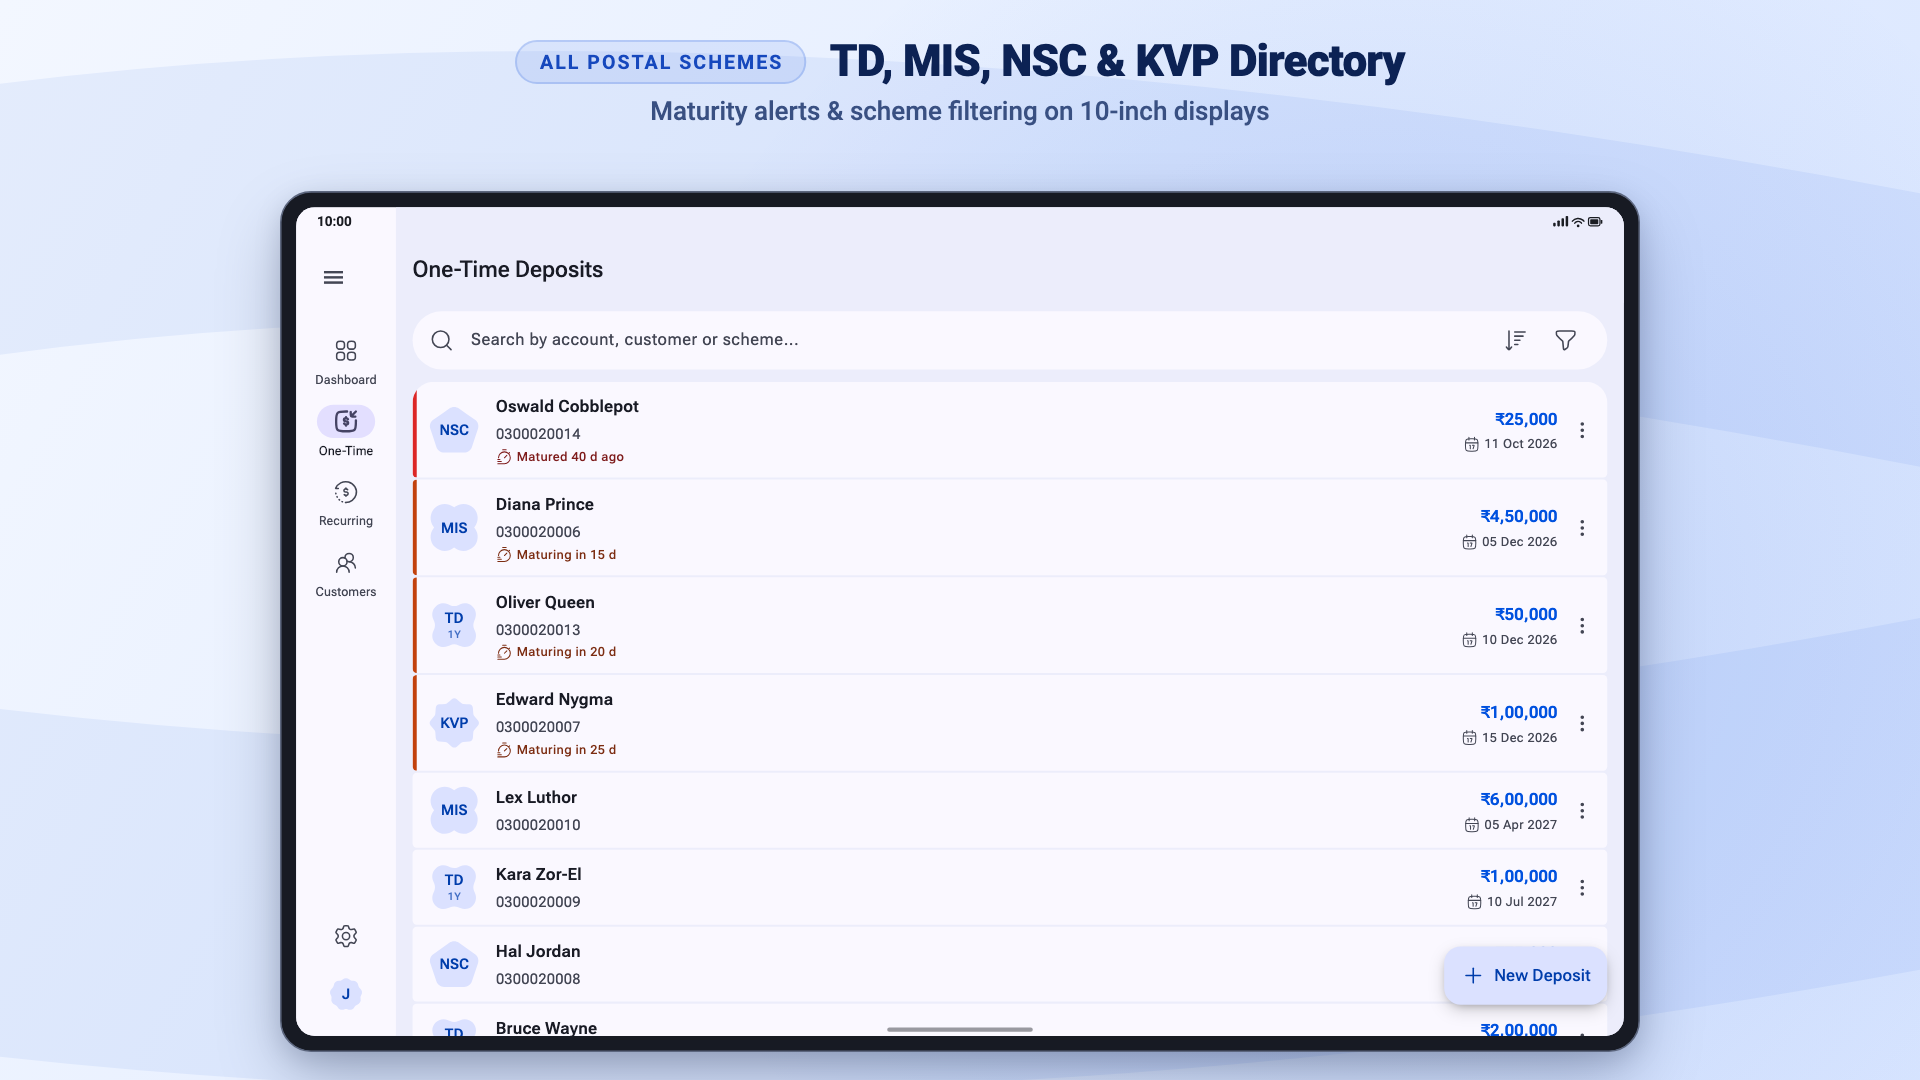 ALL POSTAL SCHEMES
TD, MIS, NSC & KVP Directory
Maturity alerts & scheme filtering on 10-inch displays
10:00
One-Time Deposits
Search by account, customer or scheme...
Dashboard
One-Time
Recurring
Customers
J
NSC
Oswald Cobblepot
0300020014
Matured 40 d ago
₹25,000
11 Oct 2026
MIS
Diana Prince
0300020006
Maturing in 15 d
₹4,50,000
05 Dec 2026
TD
1Y
Oliver Queen
0300020013
Maturing in 20 d
₹50,000
10 Dec 2026
KVP
Edward Nygma
0300020007
Maturing in 25 d
₹1,00,000
15 Dec 2026
MIS
Lex Luthor
0300020010
₹6,00,000
05 Apr 2027
TD
1Y
Kara Zor-El
0300020009
₹1,00,000
10 Jul 2027
NSC
Hal Jordan
0300020008
New Deposit
TD
Bruce Wayne
₹2,00,000